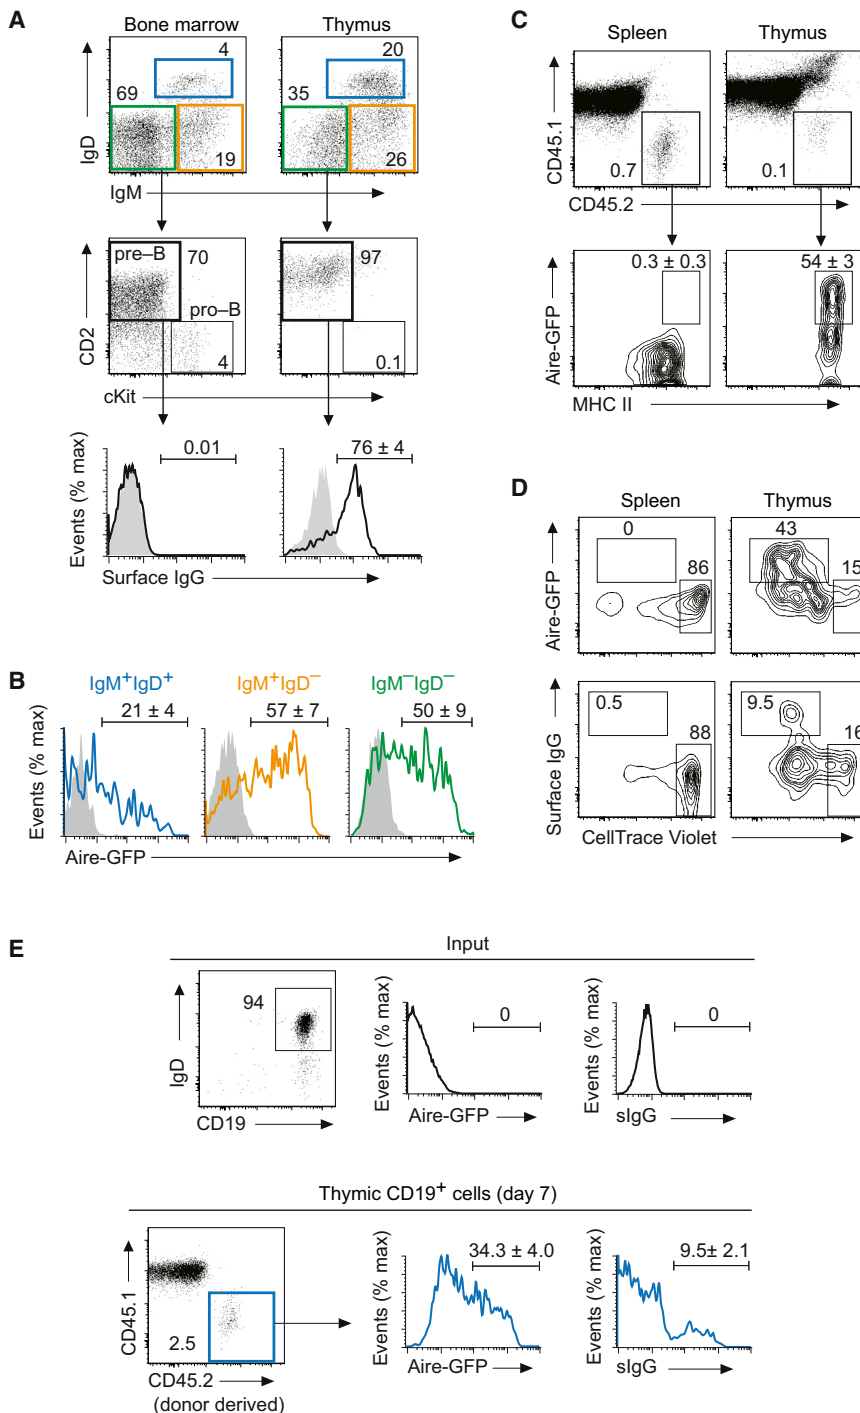 A
Bone marrow
Thymus
4
20
69
35
19
26
IgD
IgM
pre–B
70
97
pro–B
4
0.1
CD2
cKit
0.01
76 ± 4
Events (% max)
Surface IgG
B
IgM+IgD+
IgM+IgD−
IgM−IgD−
21 ± 4
57 ± 7
50 ± 9
Events (% max)
Aire-GFP
C
Spleen
Thymus
CD45.1
0.7
0.1
CD45.2
0.3 ± 0.3
54 ± 3
Aire-GFP
MHC II
D
Spleen
Thymus
0
43
86
15
Aire-GFP
0.5
9.5
88
16
Surface IgG
CellTrace Violet
E
Input
94
0
0
IgD
Events (% max)
Events (% max)
CD19
Aire-GFP
sIgG
Thymic CD19+ cells (day 7)
34.3 ± 4.0
9.5± 2.1
CD45.1
2.5
Events (% max)
Events (% max)
CD45.2
Aire-GFP
sIgG
(donor derived)